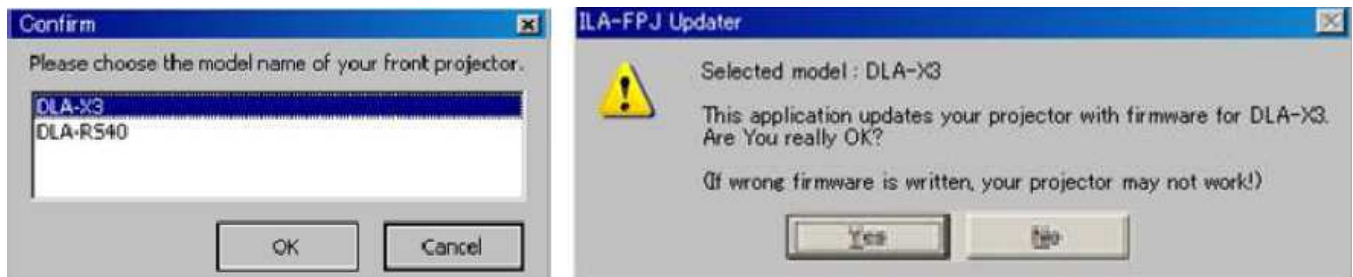 Confirm
Please choose the model name of your front projector.
DLA-X3
DLA-RS40
OK
Cancel
ILA-FPJ Updater
Selected model : DLA-X3
This application updates your projector with firmware for DLA-X3.
Are You really OK?
(If wrong firmware is written, your projector may not work!)
Yes
No